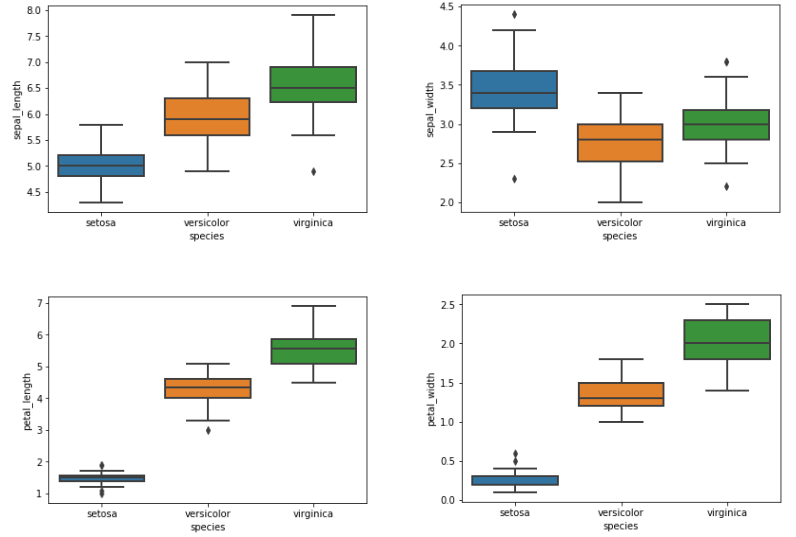 sepal_length
8.0
7.5
7.0
6.5
6.0
5.5
5.0
4.5
setosa versicolor virginica
species
sepal_width
4.5
4.0
3.5
3.0
2.5
2.0
setosa versicolor virginica
species
petal_length
7
6
5
4
3
2
1
setosa versicolor virginica
species
petal_width
2.5
2.0
1.5
1.0
0.5
0.0
setosa versicolor virginica
species